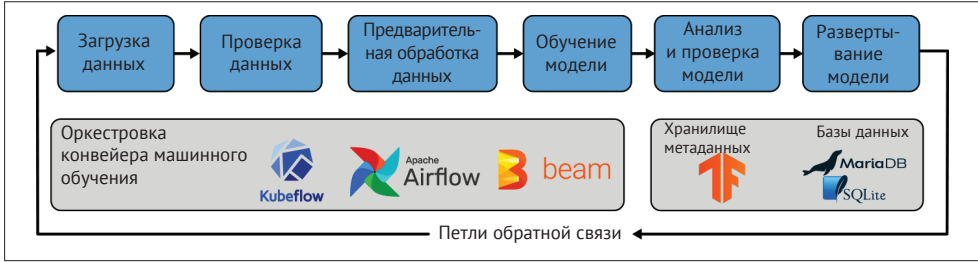 Загрузка
данных
Проверка
данных
Предваритель-
ная обработка
данных
Обучение
модели
Анализ
и проверка
модели
Разверты-
вание
модели
Оркестровка
конвейера машинного
обучения
Kubeflow
Apache
Airflow
beam
Хранилище
метаданных
Базы данных
MariaDB
SQLite
Петли обратной связи